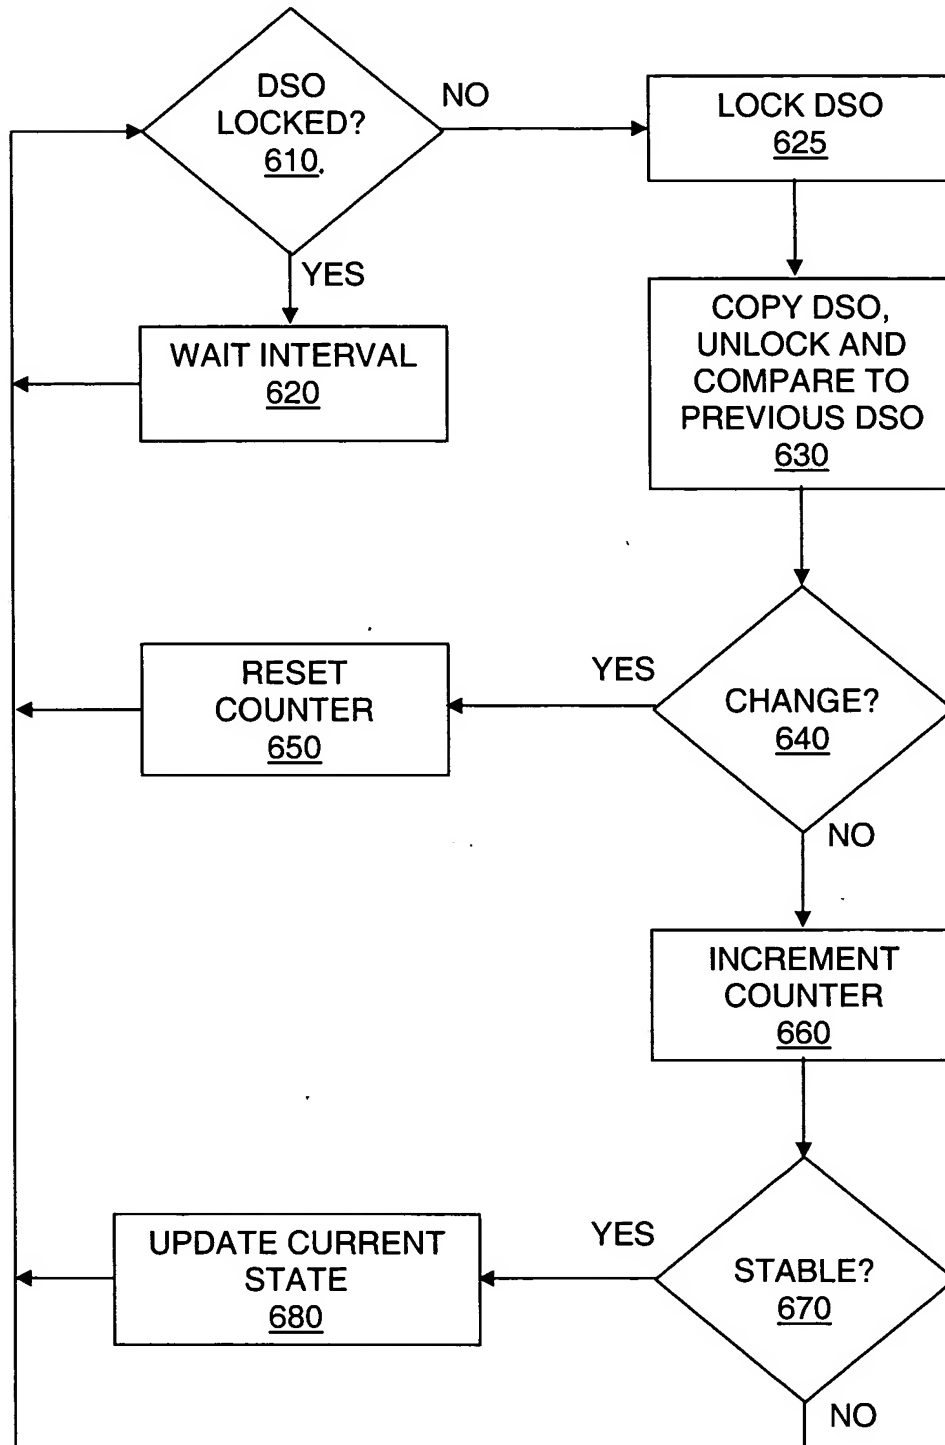 DSO
LOCKED?
610.
NO
LOCK DSO
625
YES
WAIT INTERVAL
620
COPY DSO,
UNLOCK AND
COMPARE TO
PREVIOUS DSO
630
RESET
COUNTER
650
YES
CHANGE?
640
NO
INCREMENT
COUNTER
660
UPDATE CURRENT
STATE
680
YES
STABLE?
670
NO